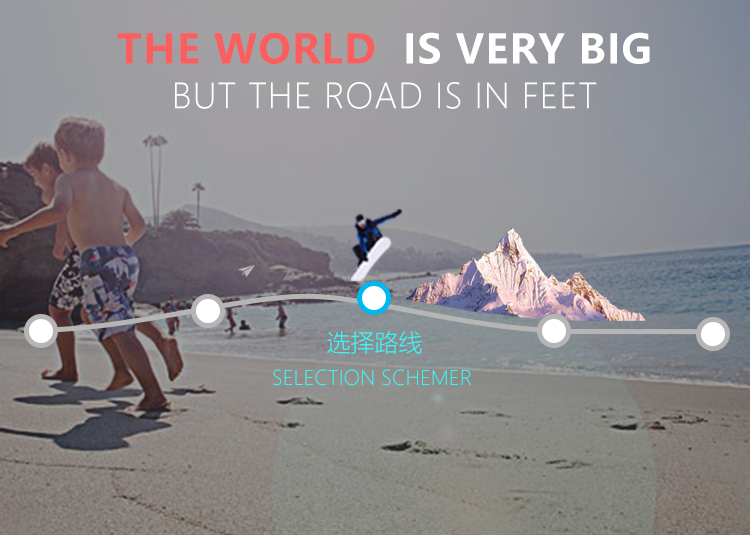 THE WORLD IS VERY BIG
BUT THE ROAD IS IN FEET
选择路线
SELECTION SCHEMER